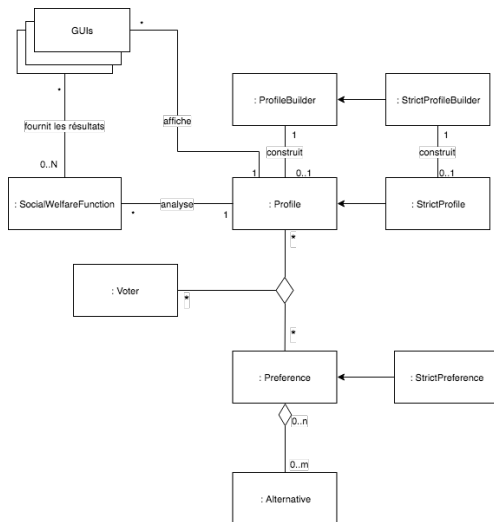 GUIs
*
*
affiche
fournit les résultats
0..N
: ProfileBuilder
: StrictProfileBuilder
1
construit
0..1
1
construit
0..1
: SocialWelfareFunction
*
analyse
1
1
: Profile
: StrictProfile
*
: Voter
*
*
: Preference
: StrictPreference
0..n
0..m
: Alternative